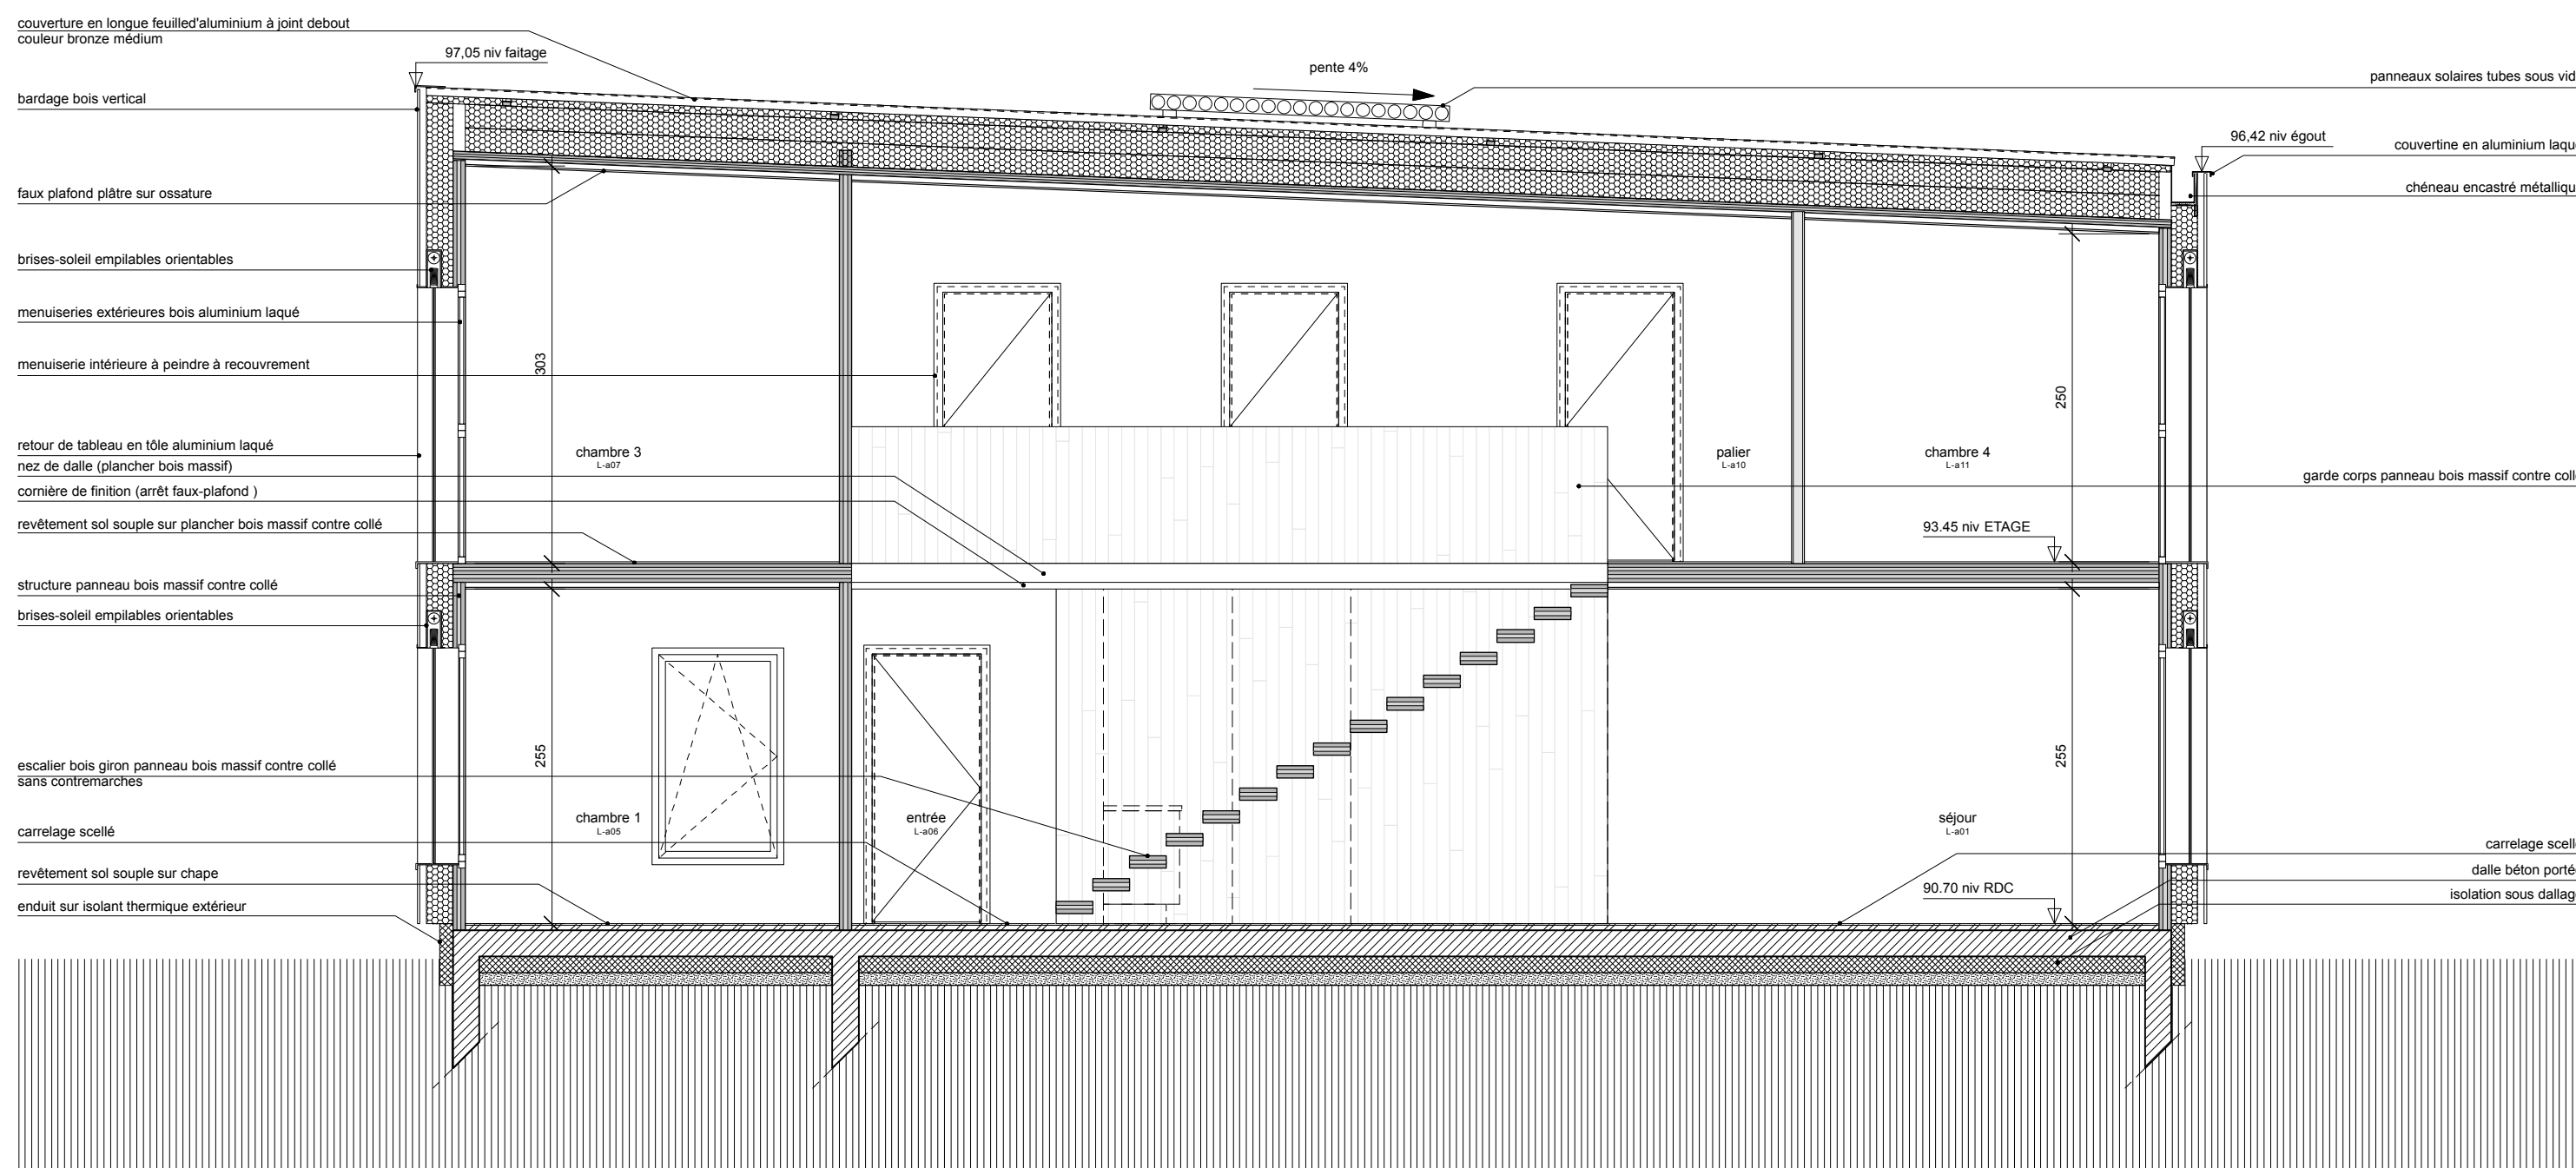 couverture en longue feuilled'aluminium à joint debout
couleur bronze médium
97,05 niv faitage
bardage bois vertical
faux plafond plâtre sur ossature
brises-soleil empilables orientables
menuiseries extérieures bois aluminium laqué
menuiserie intérieure à peindre à recouvrement
retour de tableau en tôle aluminium laqué
nez de dalle (plancher bois massif)
cornière de finition (arrêt faux-plafond )
revêtement sol souple sur plancher bois massif contre collé
structure panneau bois massif contre collé
brises-soleil empilables orientables
escalier bois giron panneau bois massif contre collé
sans contremarches
carrelage scellé
revêtement sol souple sur chape
enduit sur isolant thermique extérieur
pente 4%
303
chambre 3
L-a07
255
chambre 1
L-a05
entrée
L-a06
palier
L-a10
chambre 4
L-a11
250
93.45 niv ETAGE
255
séjour
L-a01
90.70 niv RDC
panneaux solaires tubes sous vid
96,42 niv égout
couvertine en aluminium laqu
chéneau encastré métalliqu
garde corps panneau bois massif contre coll
carrelage scell
dalle béton porté
isolation sous dallag